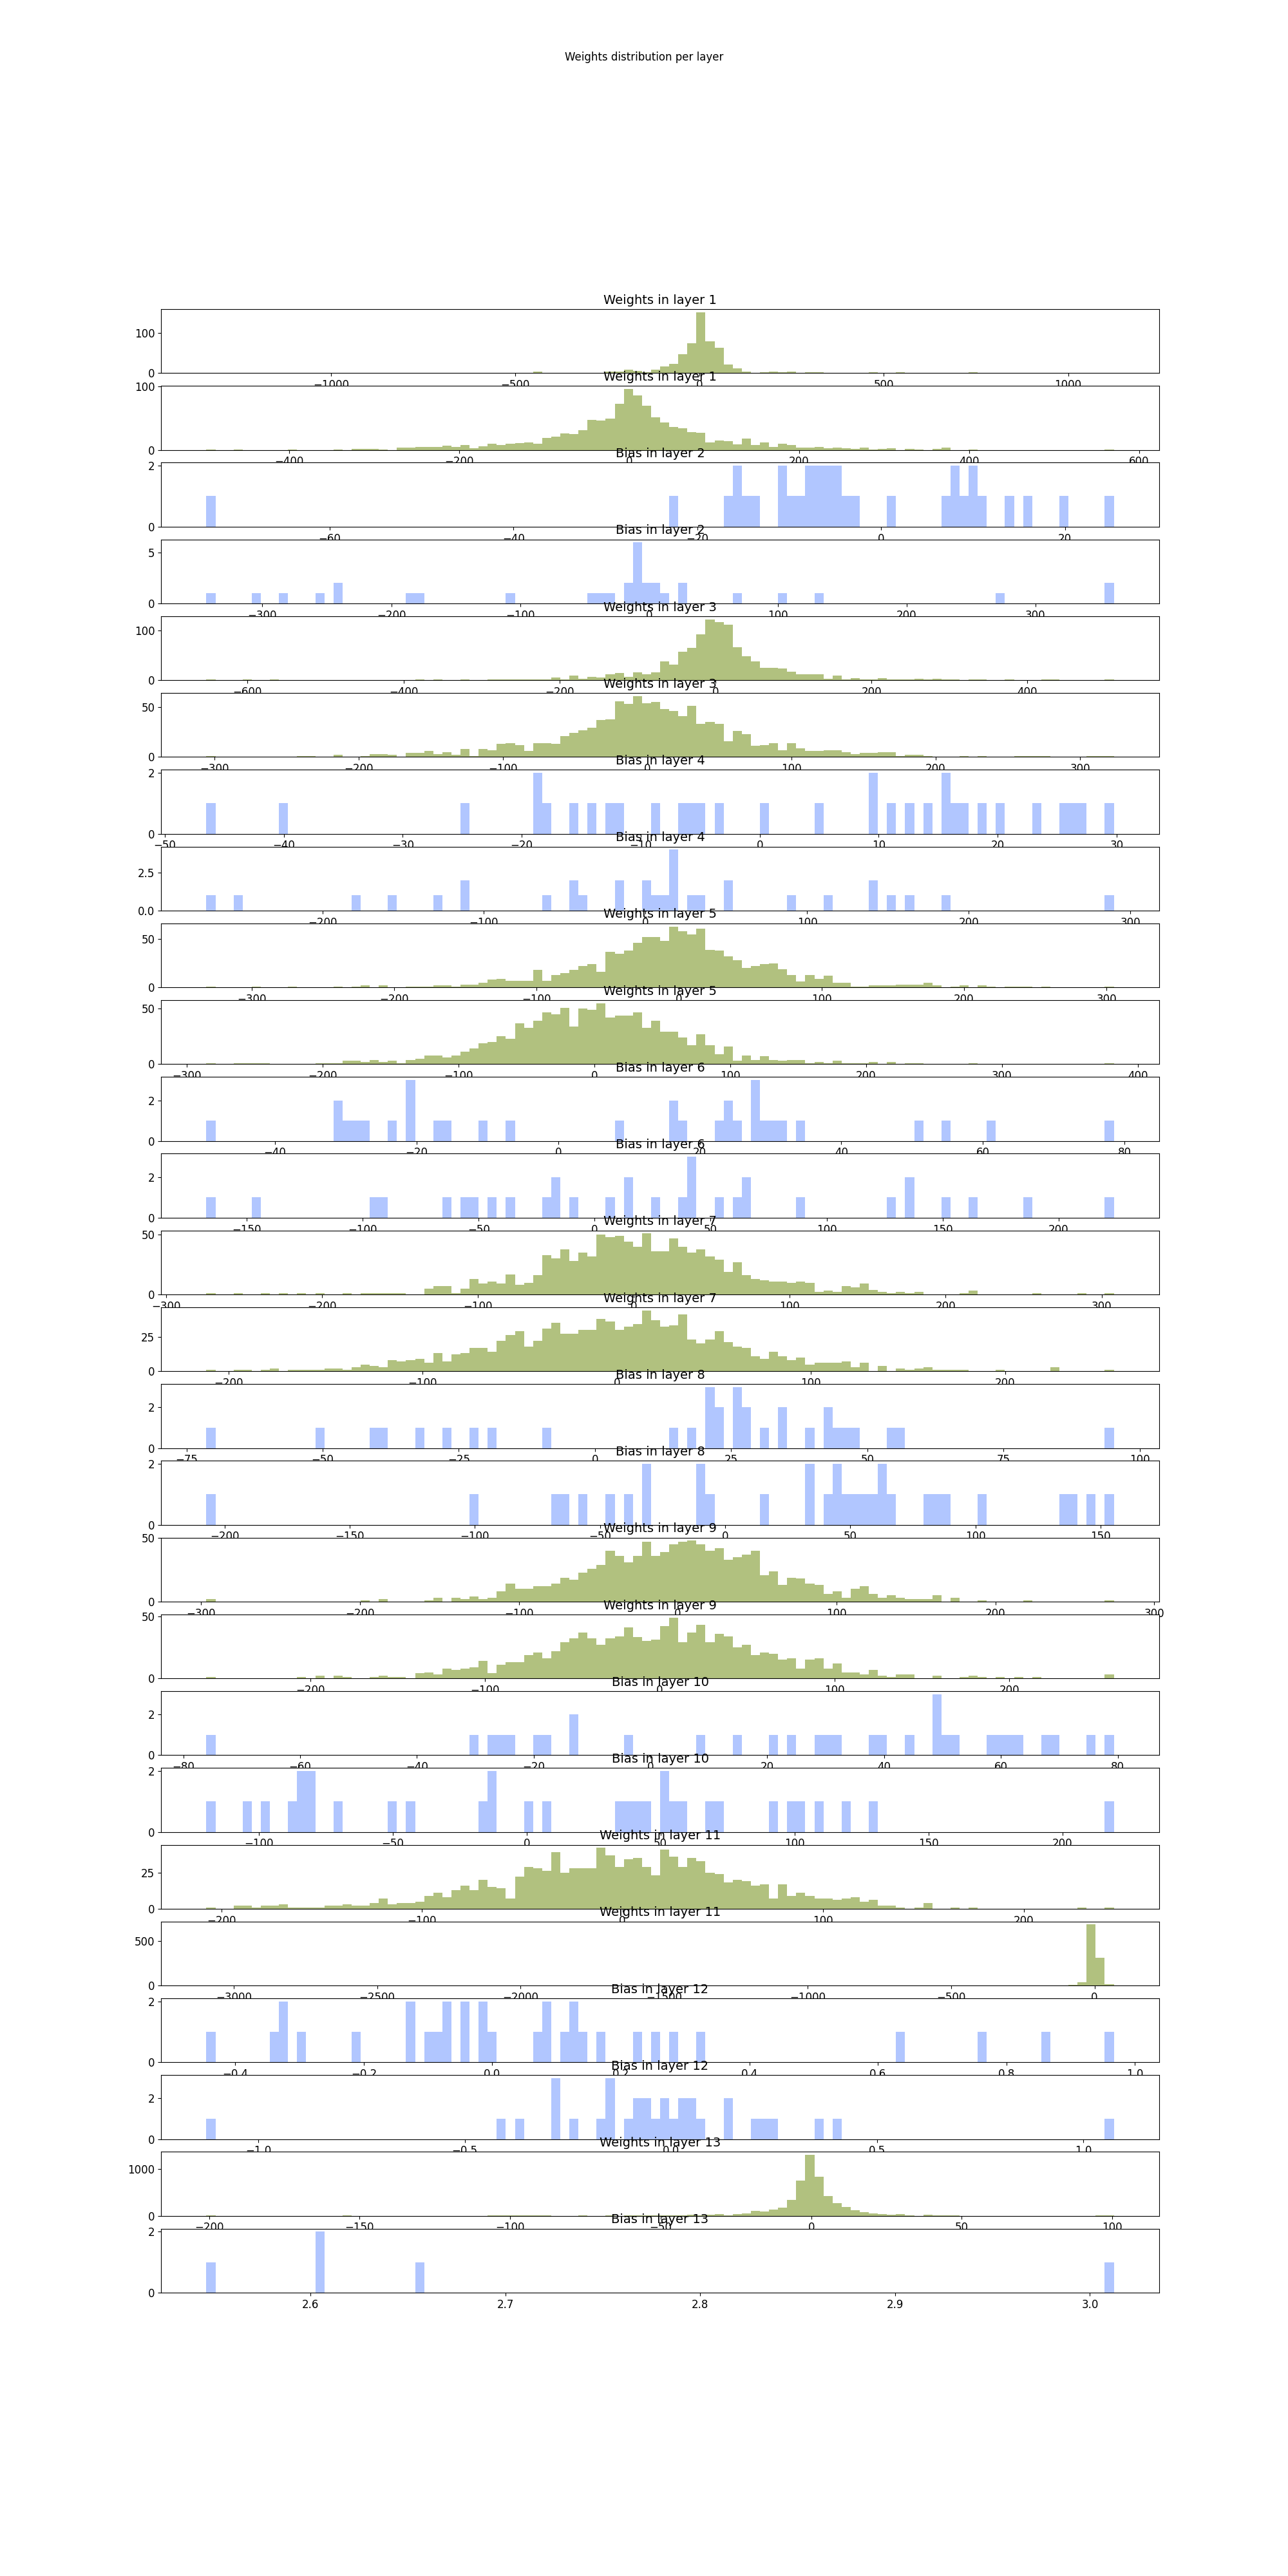 Weights distribution per layer
Weights in layer 1
100
0
−1000 −500 0 500 1000
Weights in layer 1
100
0
−400 −200 0 200 400 600
Bias in layer 2
2
0
−60 −40 −20 0 20
Bias in layer 2
5
0
−300 −200 −100 0 100 200 300
Weights in layer 3
100
0
−600 −400 −200 0 200 400
Weights in layer 3
50
0
−300 −200 −100 0 100 200 300
Bias in layer 4
2
0
−50 −40 −30 −20 −10 0 10 20 30
Bias in layer 4
2.5
0.0
−200 −100 0 100 200 300
Weights in layer 5
50
0
−300 −200 −100 0 100 200 300
Weights in layer 5
50
0
−300 −200 −100 0 100 200 300 400
Bias in layer 6
2
0
−40 −20 0 20 40 60 80
Bias in layer 6
2
0
−150 −100 −50 0 50 100 150 200
Weights in layer 7
50
0
−300 −200 −100 0 100 200 300
Weights in layer 7
25
0
−200 −100 0 100 200
Bias in layer 8
2
0
−75 −50 −25 0 25 50 75 100
Bias in layer 8
2
0
−200 −150 −100 −50 0 50 100 150
Weights in layer 9
50
0
−300 −200 −100 0 100 200 300
Weights in layer 9
50
0
−200 −100 0 100 200
Bias in layer 10
2
0
−80 −60 −40 −20 0 20 40 60 80
Bias in layer 10
2
0
−100 −50 0 50 100 150 200
Weights in layer 11
25
0
−200 −100 0 100 200
Weights in layer 11
500
0
−3000 −2500 −2000 −1500 −1000 −500 0
Bias in layer 12
2
0
−0.4 −0.2 0.0 0.2 0.4 0.6 0.8 1.0
Bias in layer 12
2
0
−1.0 −0.5 0.0 0.5 1.0
Weights in layer 13
1000
0
−200 −150 −100 −50 0 50 100
Bias in layer 13
2
0
2.6 2.7 2.8 2.9 3.0